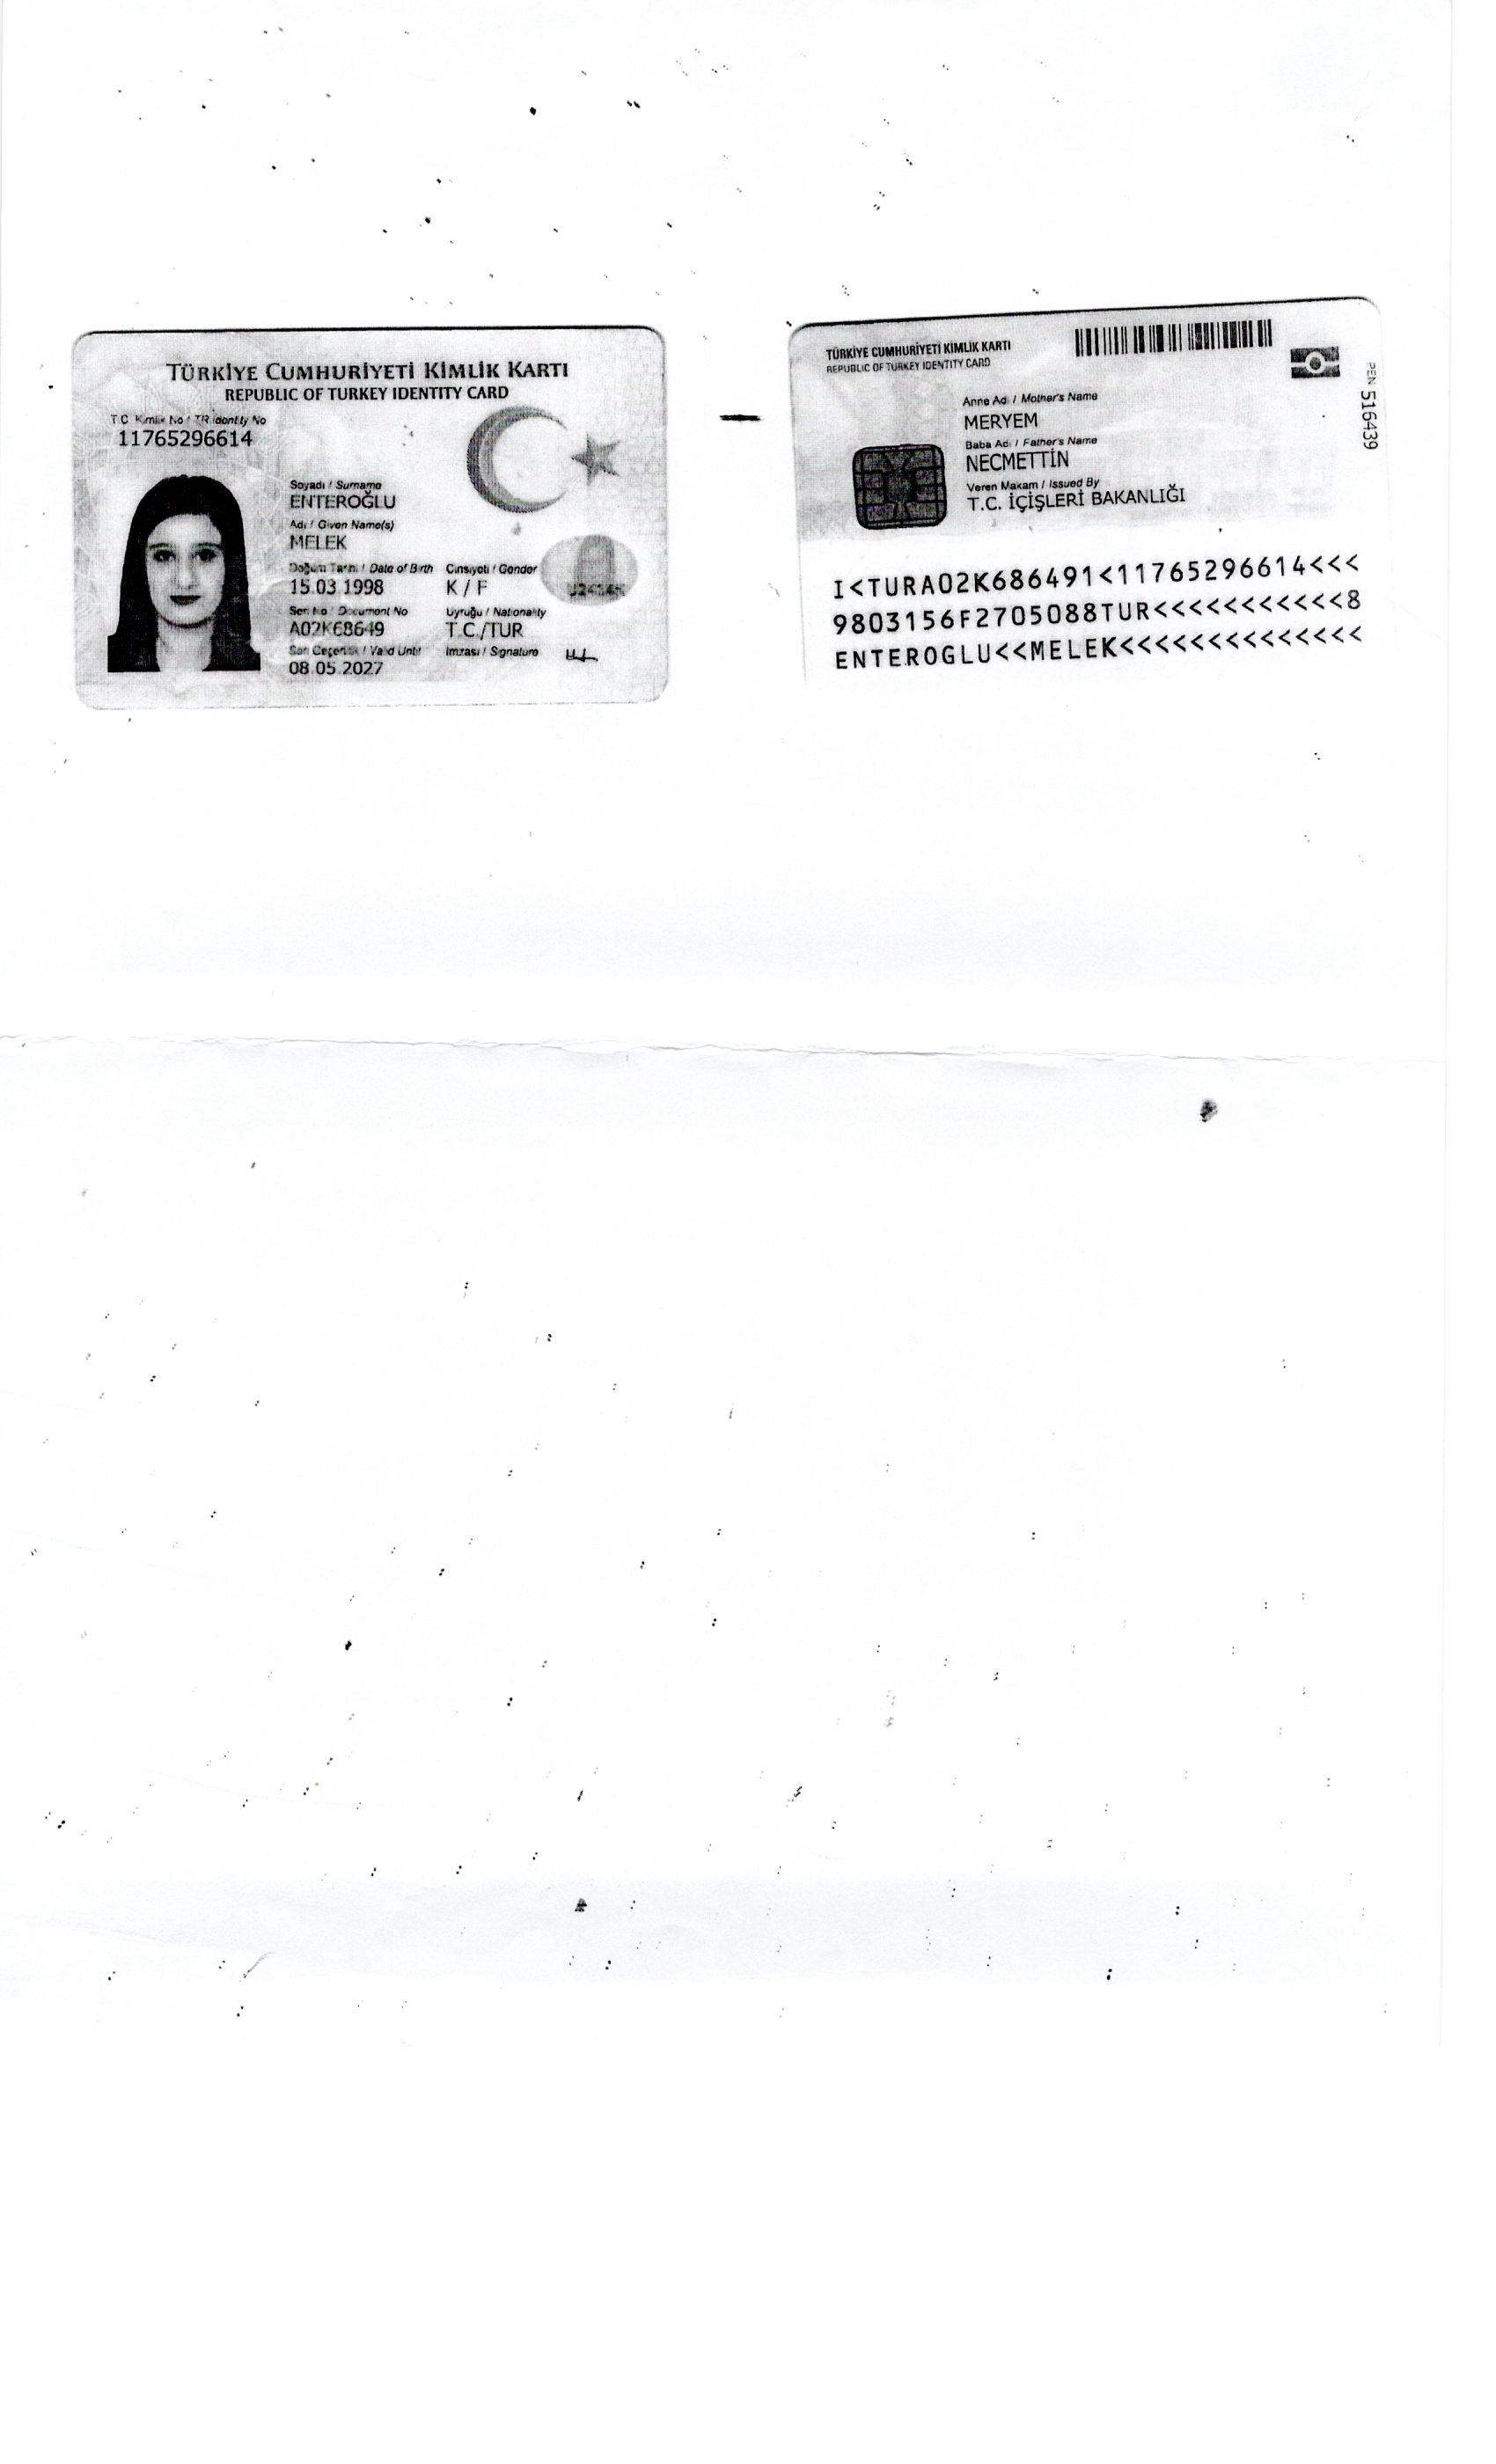 TÜRKİYE CUMHURİYETİ KİMLİK KARTI
REPUBLIC OF TURKEY IDENTITY CARD
T.C. Kimlik No / TR Identity No
11765296614
Soyadı / Surname
ENTEROĞLU
Adı / Given Name(s)
MELEK
Doğum Tarihi / Date of Birth Cinsiyeti / Gender
15.03.1998 K / F
Seri No / Document No Uyruğu / Nationality
A02K68649 T.C./TUR
Son Geçerlilik / Valid Until İmzası / Signature
08.05.2027
TÜRKİYE CUMHURİYETİ KİMLİK KARTI
REPUBLIC OF TURKEY IDENTITY CARD
Anne Adı / Mother's Name
MERYEM
Baba Adı / Father's Name
NECMETTİN
Veren Makam / Issued By
T.C. İÇİŞLERİ BAKANLIĞI
PEN 516439
I<TURA02K686491<11765296614<<<
9803156F2705088TUR<<<<<<<<<<<8
ENTEROGLU<<MELEK<<<<<<<<<<<<<<